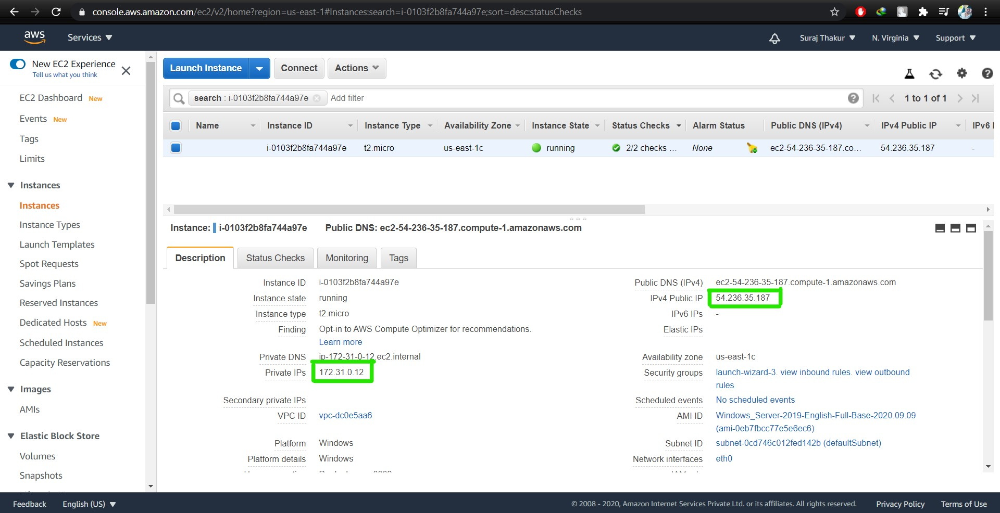 console.aws.amazon.com/ec2/v2/home?region=us-east-1#Instances:search=i-0103f2b8fa744a97e;sort=desc:statusChecks
aws Services Suraj Thakur N. Virginia Support
New EC2 Experience
Tell us what you think
EC2 Dashboard New
Events New
Tags
Limits
Instances
Instances
Instance Types
Launch Templates
Spot Requests
Savings Plans
Reserved Instances
Dedicated Hosts New
Scheduled Instances
Capacity Reservations
Images
AMIs
Elastic Block Store
Volumes
Snapshots
Launch Instance Connect Actions
search : i-0103f2b8fa744a97e Add filter 1 to 1 of 1
Name Instance ID Instance Type Availability Zone Instance State Status Checks Alarm Status Public DNS (IPv4) IPv4 Public IP IPv6
i-0103f2b8fa744a97e t2.micro us-east-1c running 2/2 checks ... None ec2-54-236-35-187.co... 54.236.35.187 -
Instance: i-0103f2b8fa744a97e Public DNS: ec2-54-236-35-187.compute-1.amazonaws.com
Description Status Checks Monitoring Tags
Instance ID i-0103f2b8fa744a97e
Instance state running
Instance type t2.micro
Finding Opt-in to AWS Compute Optimizer for recommendations.
Learn more
Private DNS ip-172-31-0-12.ec2.internal
Private IPs 172.31.0.12
Secondary private IPs
VPC ID vpc-dc0e5aa6
Platform Windows
Platform details Windows
Public DNS (IPv4) ec2-54-236-35-187.compute-1.amazonaws.com
IPv4 Public IP 54.236.35.187
IPv6 IPs -
Elastic IPs
Availability zone us-east-1c
Security groups launch-wizard-3. view inbound rules. view outbound
rules
Scheduled events No scheduled events
AMI ID Windows_Server-2019-English-Full-Base-2020.09.09
(ami-0eb7fbcc77e5e6ec6)
Subnet ID subnet-0cd746c012fed142b (defaultSubnet)
Network interfaces eth0
Feedback English (US) © 2008 - 2020, Amazon Internet Services Private Ltd. or its affiliates. All rights reserved. Privacy Policy Terms of Use